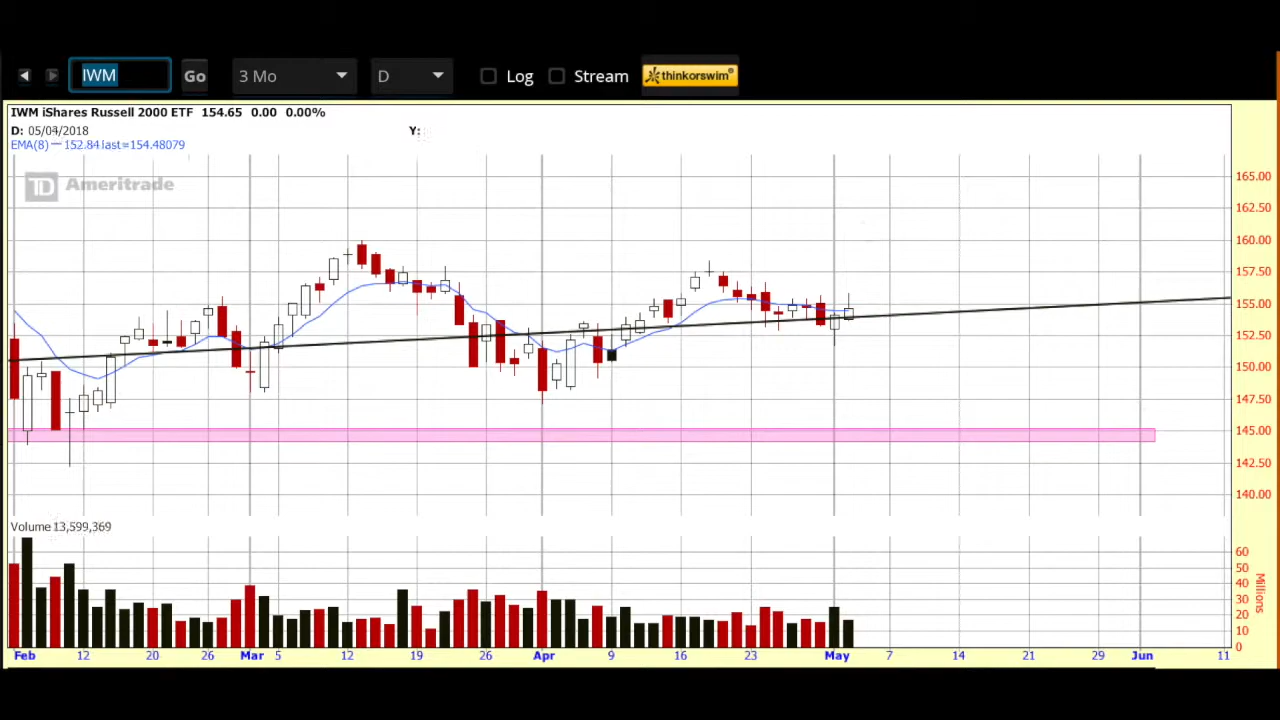 IWM Go 3 Mo D Log Stream thinkorswim®
IWM iShares Russell 2000 ETF 154.65 0.00 0.00%
D: 05/04/2018 Y:
EMA(8) — 152.84 last=154.48079
TD Ameritrade
165.00
162.50
160.00
157.50
155.00
152.50
150.00
147.50
145.00
142.50
140.00
Volume 13,599,369
60
50
40
30
20
10
0
Millions
Feb 12 20 26 Mar 5 12 19 26 Apr 9 16 23 May 7 14 21 29 Jun 11